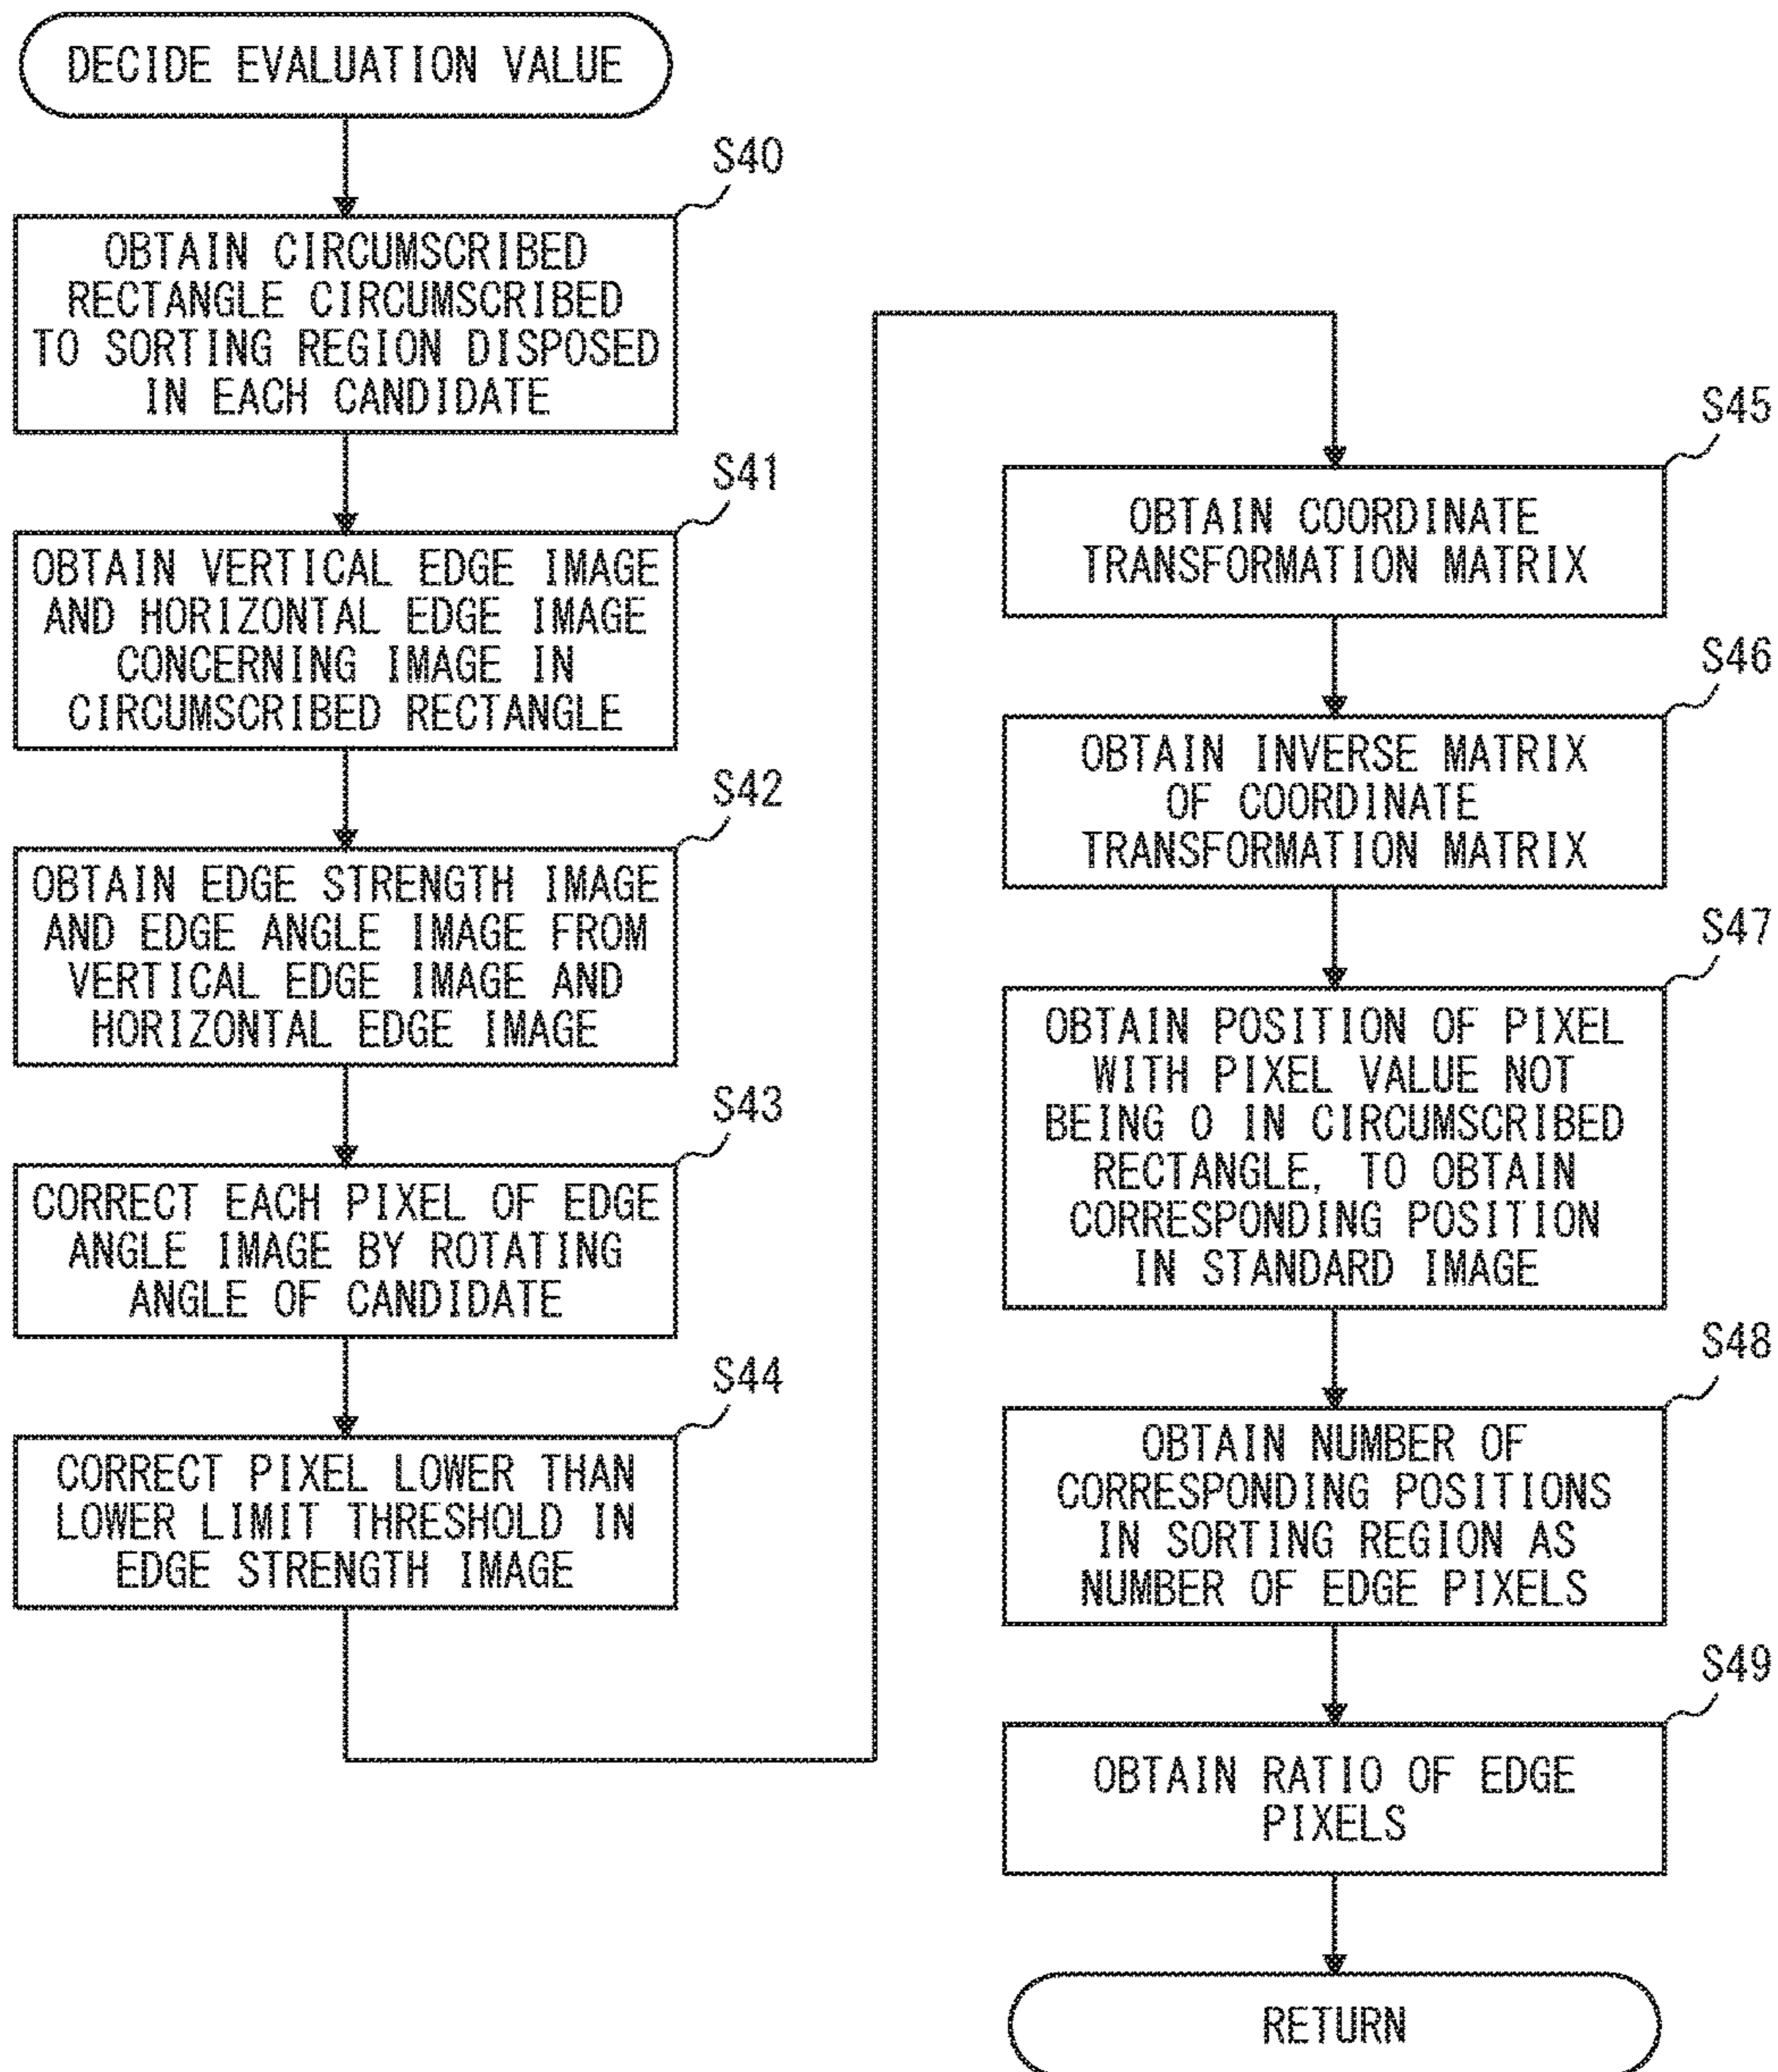 DECIDE EVALUATION VALUE
S40
OBTAIN CIRCUMSCRIBED
RECTANGLE CIRCUMSCRIBED
TO SORTING REGION DISPOSED
IN EACH CANDIDATE
S41
OBTAIN VERTICAL EDGE IMAGE
AND HORIZONTAL EDGE IMAGE
CONCERNING IMAGE IN
CIRCUMSCRIBED RECTANGLE
S42
OBTAIN EDGE STRENGTH IMAGE
AND EDGE ANGLE IMAGE FROM
VERTICAL EDGE IMAGE AND
HORIZONTAL EDGE IMAGE
S43
CORRECT EACH PIXEL OF EDGE
ANGLE IMAGE BY ROTATING
ANGLE OF CANDIDATE
S44
CORRECT PIXEL LOWER THAN
LOWER LIMIT THRESHOLD IN
EDGE STRENGTH IMAGE
S45
OBTAIN COORDINATE
TRANSFORMATION MATRIX
S46
OBTAIN INVERSE MATRIX
OF COORDINATE
TRANSFORMATION MATRIX
S47
OBTAIN POSITION OF PIXEL
WITH PIXEL VALUE NOT
BEING 0 IN CIRCUMSCRIBED
RECTANGLE, TO OBTAIN
CORRESPONDING POSITION
IN STANDARD IMAGE
S48
OBTAIN NUMBER OF
CORRESPONDING POSITIONS
IN SORTING REGION AS
NUMBER OF EDGE PIXELS
S49
OBTAIN RATIO OF EDGE
PIXELS
RETURN